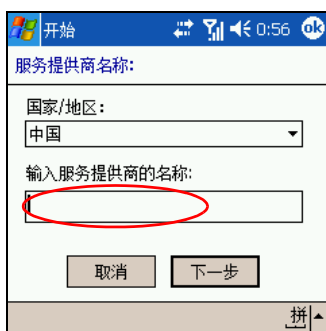 开始 0:56 ok
服务提供商名称:
国家/地区:
中国
输入服务提供商的名称:
取消 下一步
拼